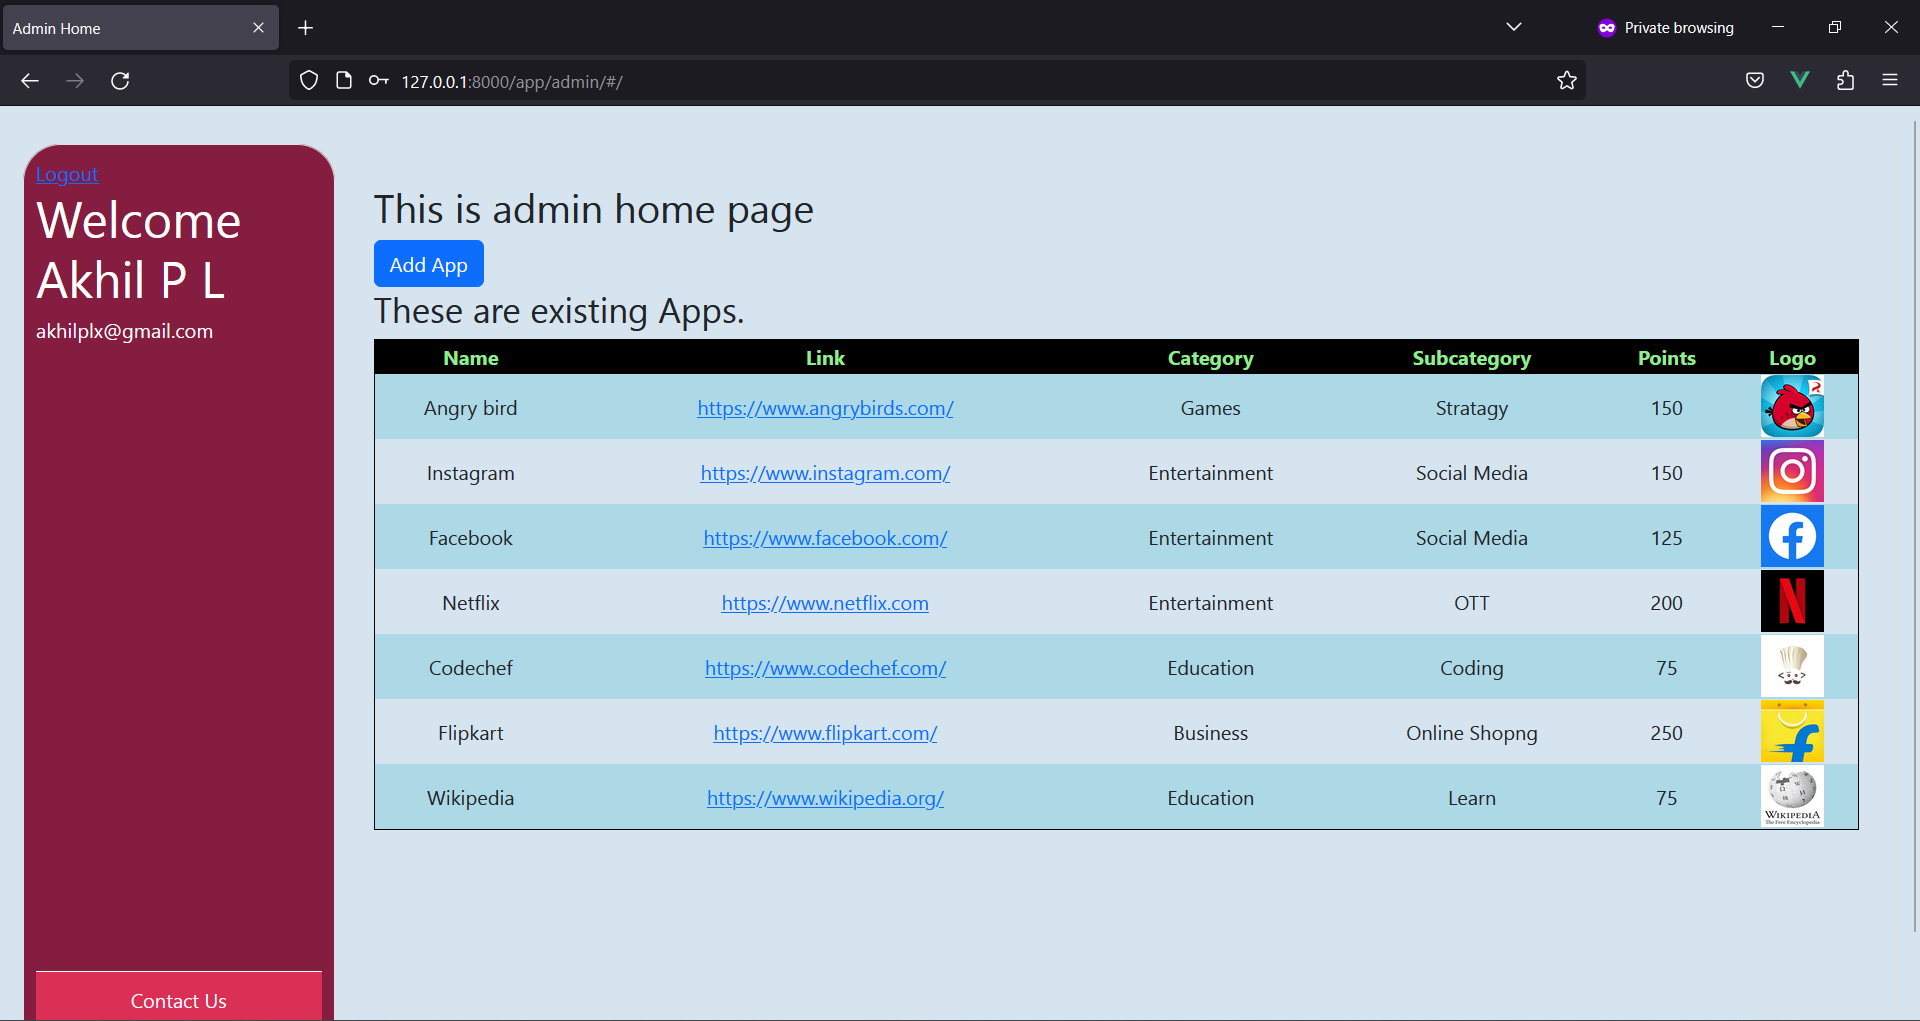 Admin Home
Private browsing
127.0.0.1:8000/app/admin/#/
Logout
Welcome
Akhil P L
akhilplx@gmail.com
Contact Us
This is admin home page
Add App
These are existing Apps.
Name Link Category Subcategory Points Logo
Angry bird https://www.angrybirds.com/ Games Stratagy 150
Instagram https://www.instagram.com/ Entertainment Social Media 150
Facebook https://www.facebook.com/ Entertainment Social Media 125
Netflix https://www.netflix.com Entertainment OTT 200
Codechef https://www.codechef.com/ Education Coding 75
Flipkart https://www.flipkart.com/ Business Online Shopng 250
Wikipedia https://www.wikipedia.org/ Education Learn 75
WIKIPEDIA
The Free Encyclopedia